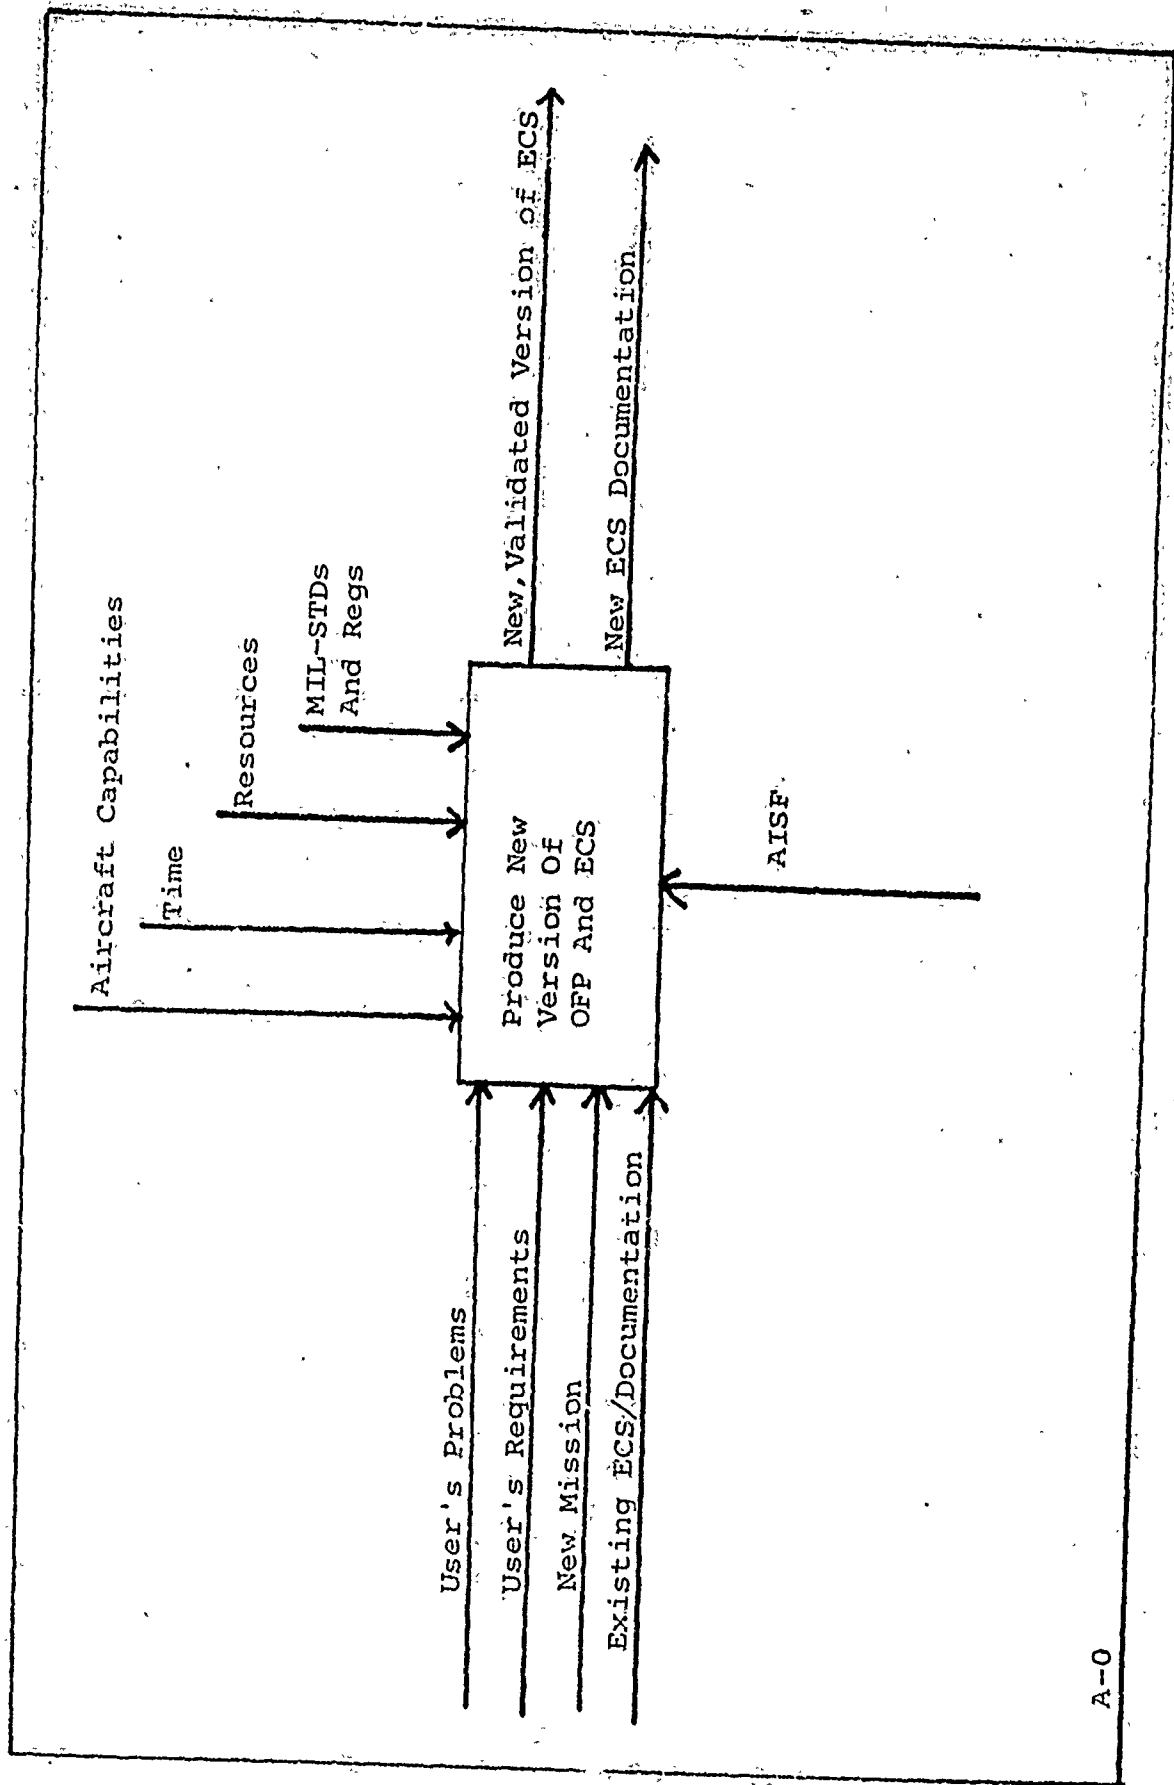 Aircraft Capabilities
Time
Resources
MIL-STDs
And Regs
User's Problems
User's Requirements
New Mission
Existing ECS/Documentation
Produce New
Version Of
OFP And ECS
New,Validated Version of ECS
New ECS Documentation
AISF
A-0